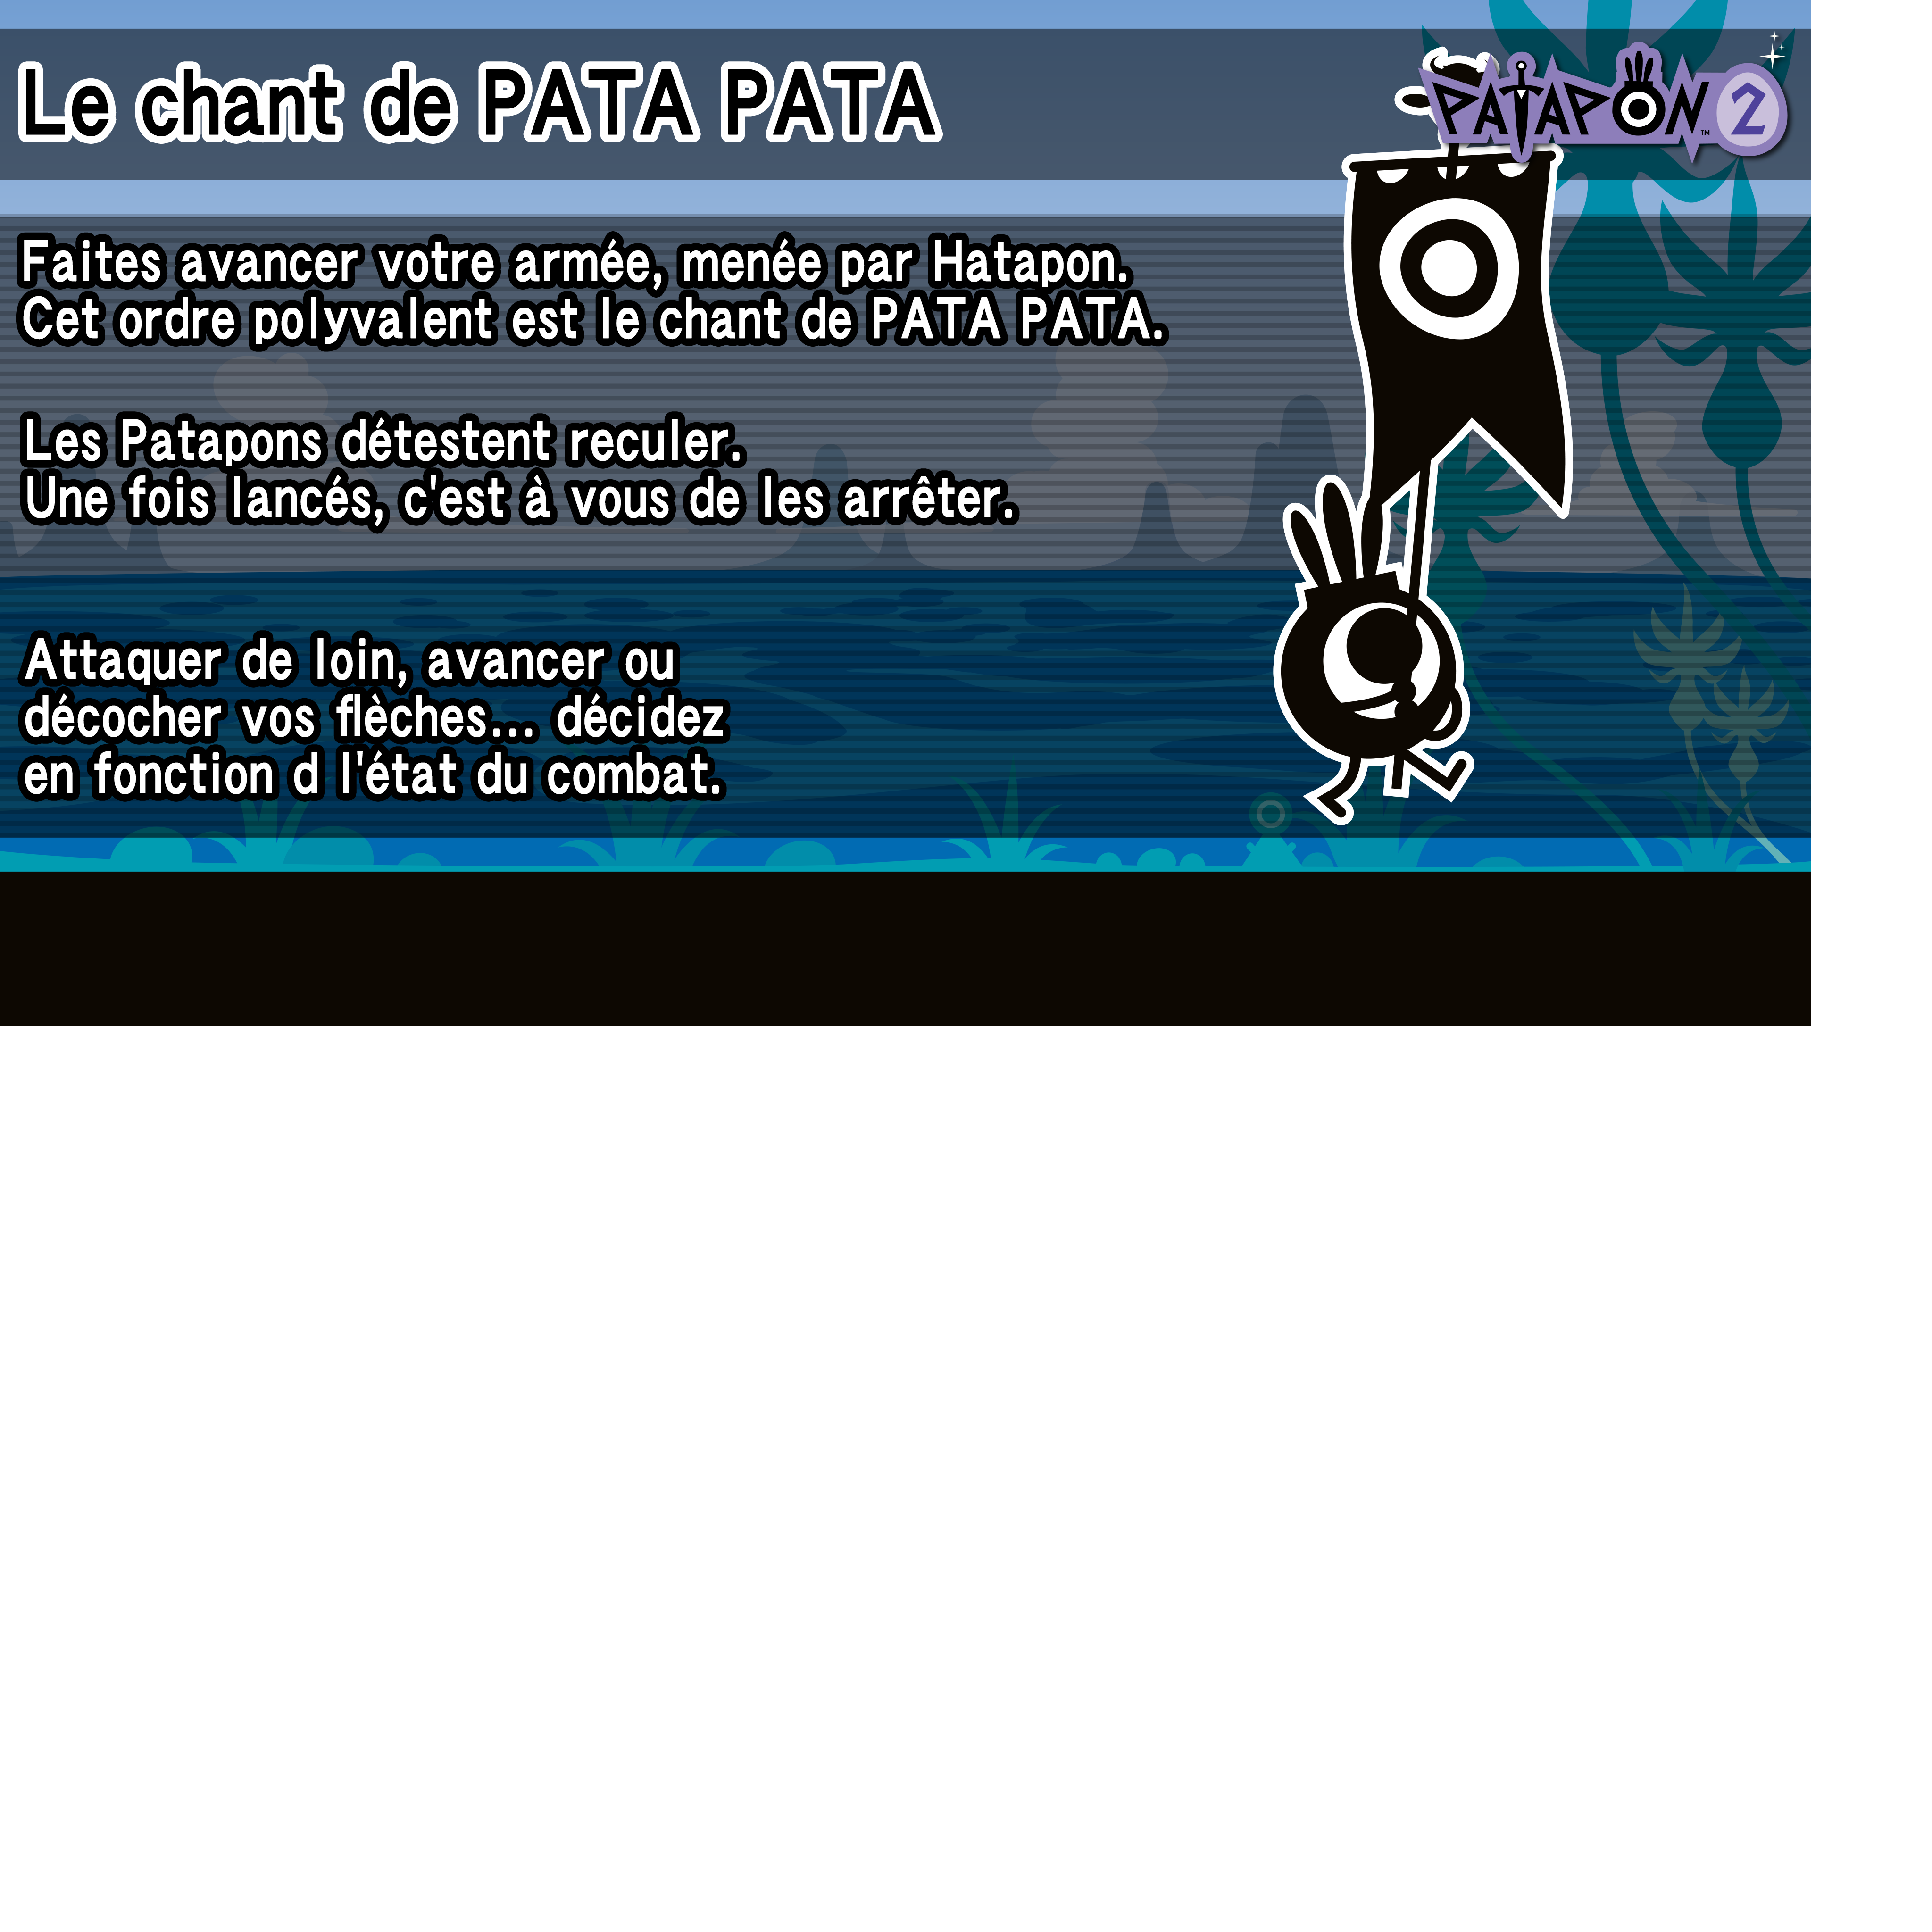 Le chant de PATA PATA
PATAPON™ 2
Faites avancer votre armée, menée par Hatapon.
Cet ordre polyvalent est le chant de PATA PATA.
Les Patapons détestent reculer.
Une fois lancés, c'est à vous de les arrêter.
Attaquer de loin, avancer ou
décocher vos flèches... décidez
en fonction d l'état du combat.